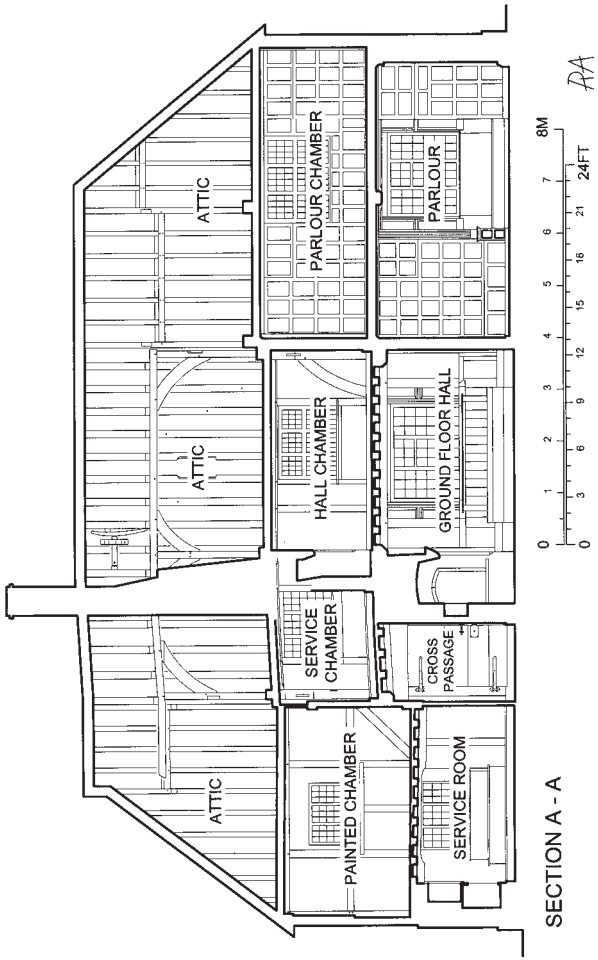 ATTIC
ATTIC
ATTIC
PAINTED CHAMBER
SERVICE
CHAMBER
HALL CHAMBER
PARLOUR CHAMBER
SERVICE ROOM
CROSS
PASSAGE
GROUND FLOOR HALL
PARLOUR
SECTION A - A
0 1 2 3 4 5 6 7 8M
0 3 6 9 12 15 18 21 24FT
RA